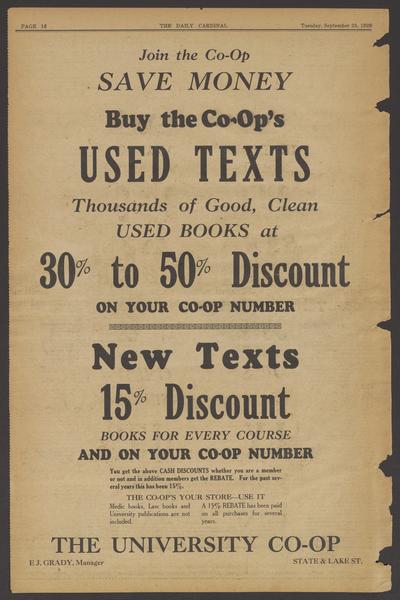 PAGE 16 THE DAILY CARDINAL Tuesday, September 25, 1928
Join the Co-Op
SAVE MONEY
Buy the Co-Op's
USED TEXTS
Thousands of Good, Clean
USED BOOKS at
30% to 50% Discount
ON YOUR CO-OP NUMBER
New Texts
15% Discount
BOOKS FOR EVERY COURSE
AND ON YOUR CO-OP NUMBER
You get the above CASH DISCOUNTS whether you are a member
or not and in addition members get the REBATE. For the past sev-
eral years this has been 15%.
THE CO-OP'S YOUR STORE—USE IT
Medic books, Law books and
University publications are not
included.
A 15% REBATE has been paid
on all purchases for several
years.
THE UNIVERSITY CO-OP
E J. GRADY, Manager STATE & LAKE ST.